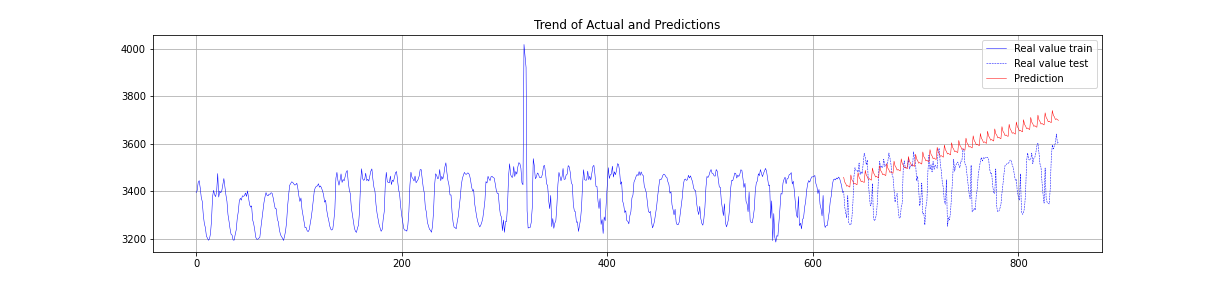 Trend of Actual and Predictions
4000
3800
3600
3400
3200
0
200
400
600
800
Real value train
Real value test
Prediction